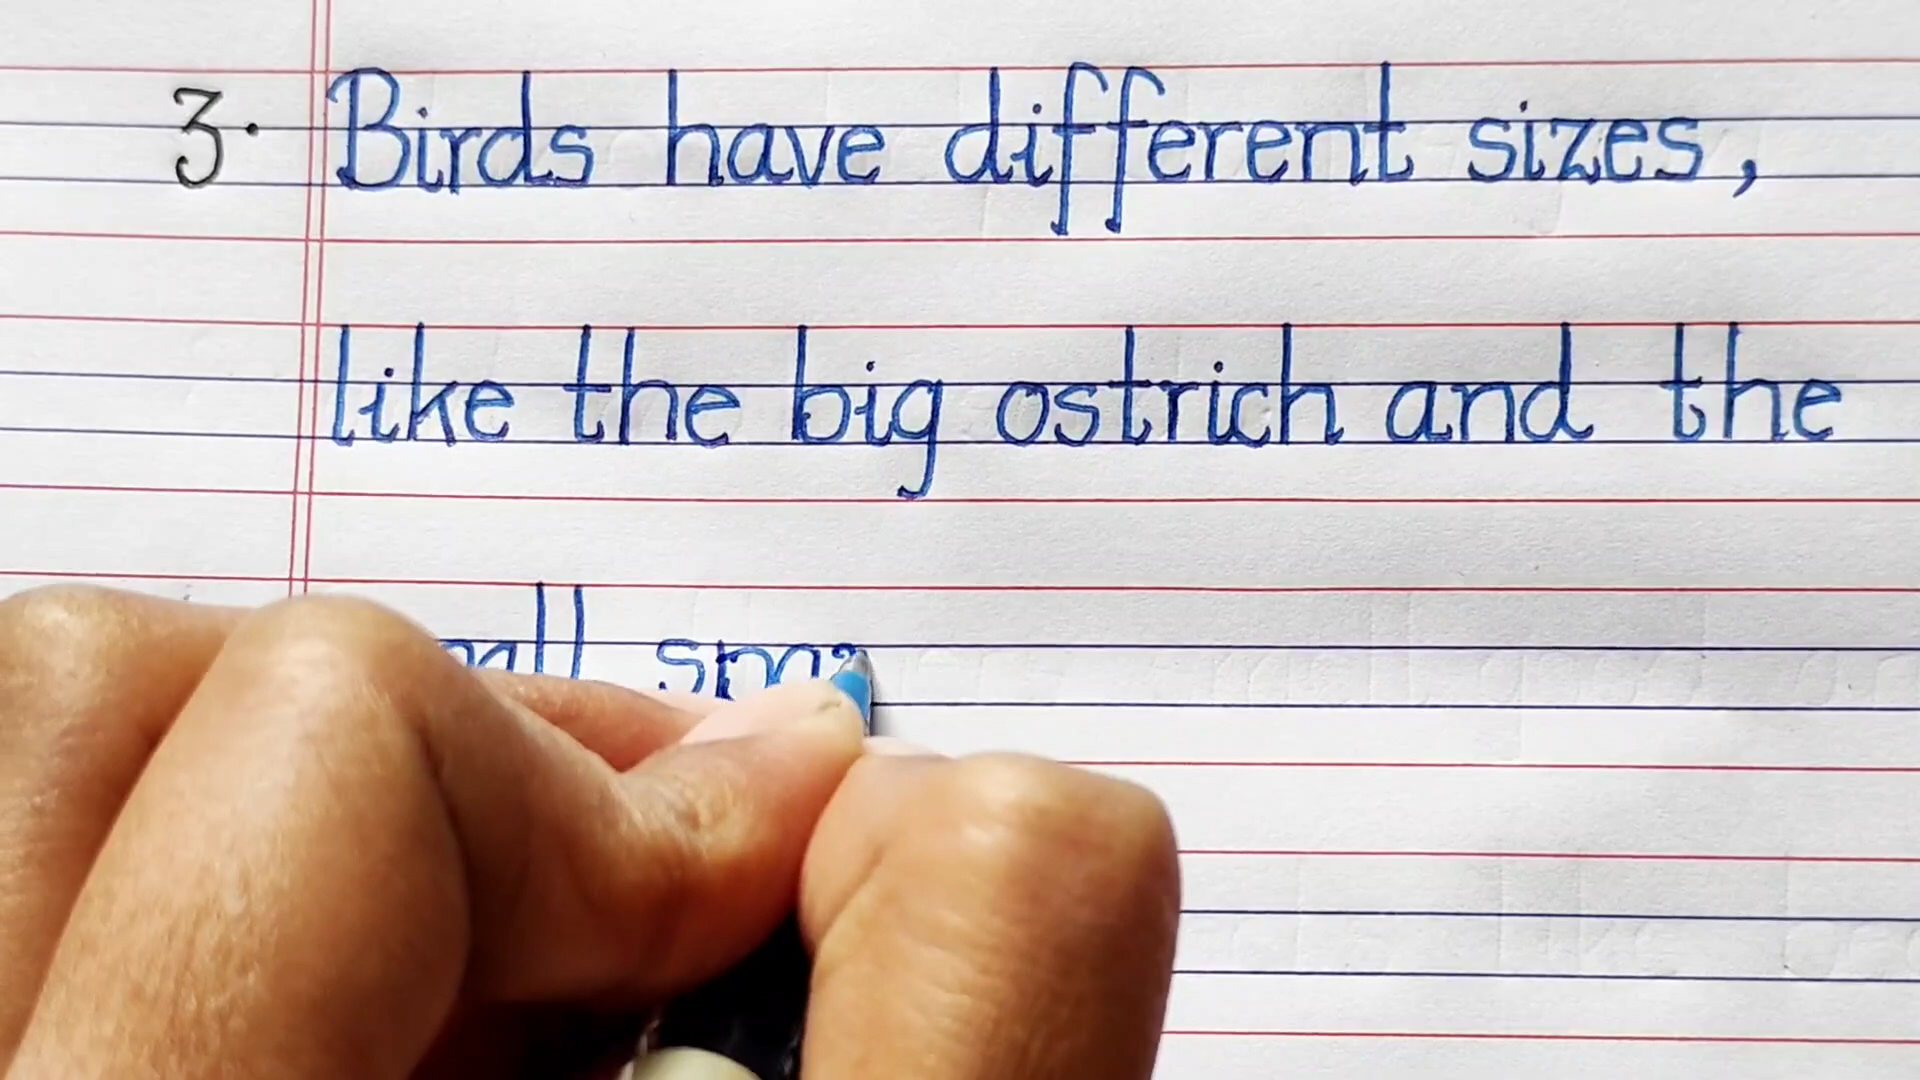 3. Birds have different sizes,
like the big ostrich and the